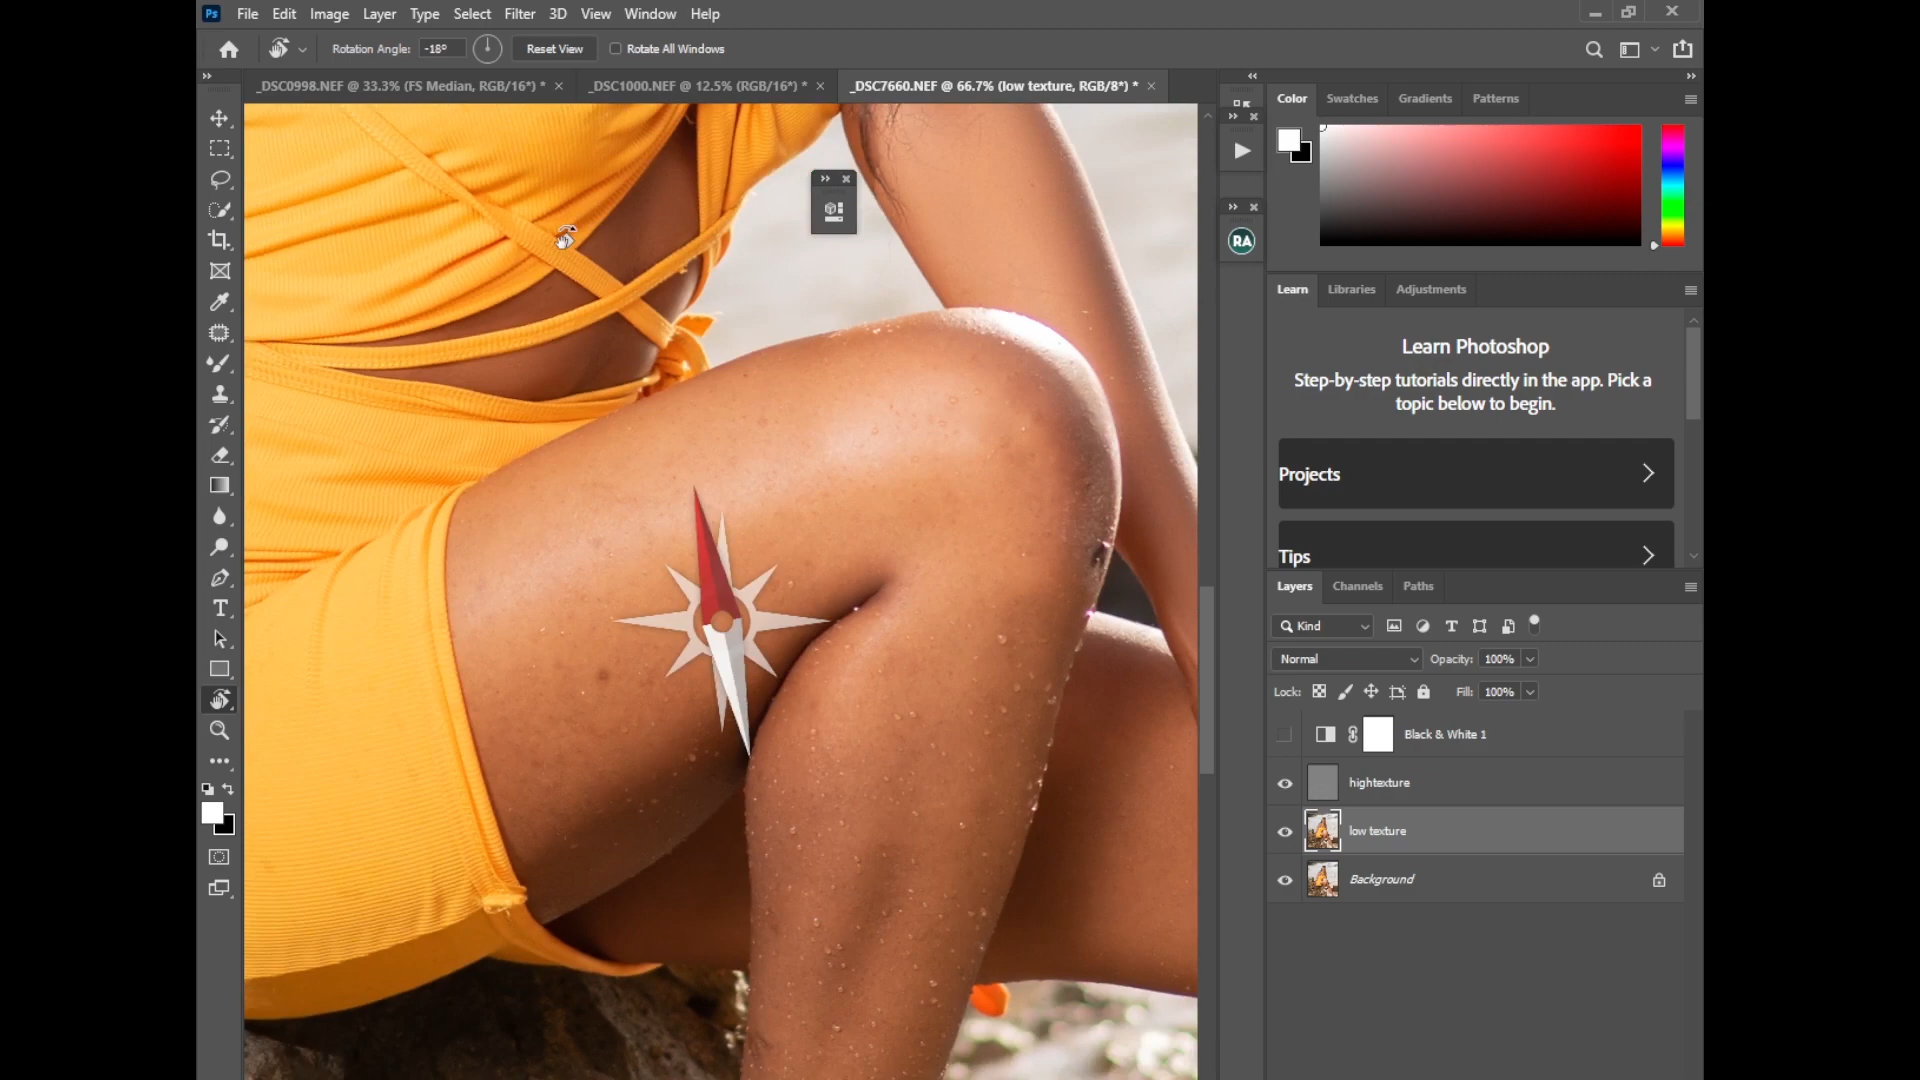 Ps File Edit Image Layer Type Select Filter 3D View Window Help
Rotation Angle: -18° Reset View Rotate All Windows
_DSC0998.NEF @ 33.3% (FS Median, RGB/16*) * × _DSC1000.NEF @ 12.5% (RGB/16*) * × _DSC7660.NEF @ 66.7% (low texture, RGB/8*) * ×
Color Swatches Gradients Patterns
RA
Learn Libraries Adjustments
Learn Photoshop
Step-by-step tutorials directly in the app. Pick a
topic below to begin.
Projects
Tips
Layers Channels Paths
Kind
Normal Opacity: 100%
Lock: Fill: 100%
Black & White 1
hightexture
low texture
Background